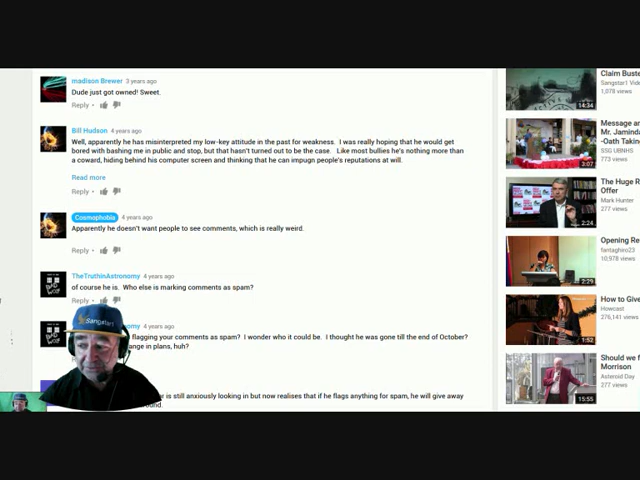 madison Brewer 3 years ago
Dude just got owned! Sweet.
Reply
Bill Hudson 4 years ago
Well, apparently he has misinterpreted my low-key attitude in the past for weakness. I was really hoping that he would get
bored with bashing me in public and stop, but that hasn't turned out to be the case. Like most bullies he's nothing more than
a coward, hiding behind his computer screen and thinking that he can impugn people's reputations at will.
Read more
Reply
Cosmophobia 4 years ago
Apparently he doesn't want people to see comments, which is really weird.
Reply
TheTruthInAstronomy 4 years ago
of course he is. Who else is marking comments as spam?
Reply
omy 4 years ago
flagging your comments as spam? I wonder who it could be. I thought he was gone till the end of October?
ange in plans, huh?
is still anxiously looking in but now realises that if he flags anything for spam, he will give away
ound.
Sangstar1
Claim Buste
Sangstar1 Vide
1,078 views
14:34
Message an
Mr. Jaminda
-Oath Taking
SSG UBNHS
773 views
3:07
The Huge R
Offer
Mark Hunter
277 views
2:24
Opening Re
fantaghiro23
10,978 views
2:29
How to Give
Howcast
276,141 views
1:52
Should we f
Morrison
Asteroid Day
277 views
15:55